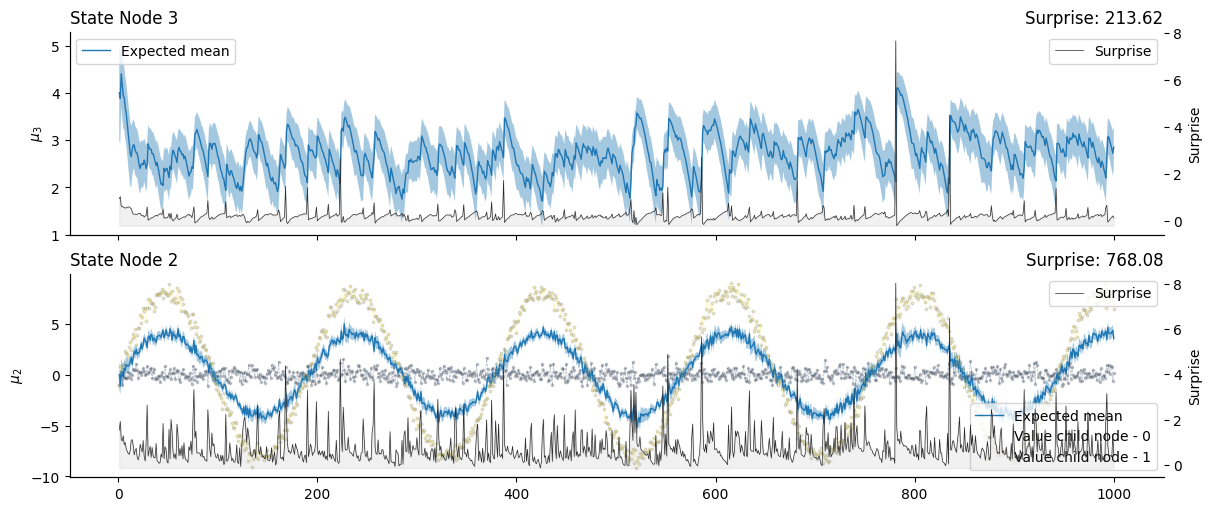 State Node 3
Surprise: 213.62
Expected mean
Surprise
5
4
3
2
1
μ3
8
6
4
2
0
Surprise
State Node 2
Surprise: 768.08
Surprise
5
0
−5
−10
μ2
8
6
4
2
0
Surprise
Expected mean
Value child node - 0
Value child node - 1
0
200
400
600
800
1000